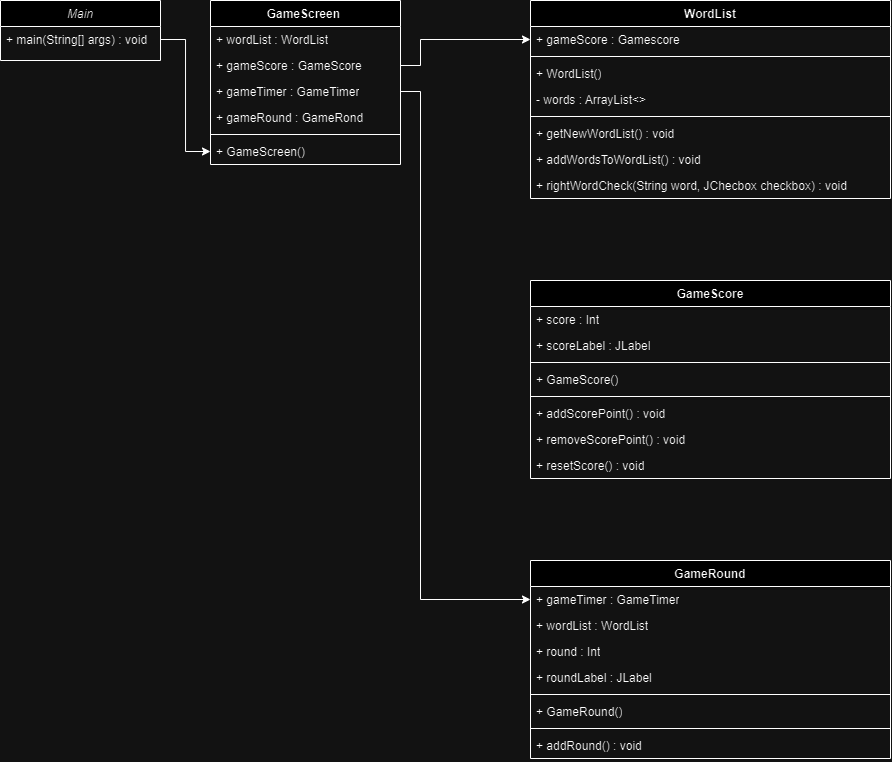 Main
+ main(String[] args) : void
GameScreen
+ wordList : WordList
+ gameScore : GameScore
+ gameTimer : GameTimer
+ gameRound : GameRond
+ GameScreen()
WordList
+ gameScore : Gamescore
+ WordList()
- words : ArrayList<>
+ getNewWordList() : void
+ addWordsToWordList() : void
+ rightWordCheck(String word, JChecbox checkbox) : void
GameScore
+ score : Int
+ scoreLabel : JLabel
+ GameScore()
+ addScorePoint() : void
+ removeScorePoint() : void
+ resetScore() : void
GameRound
+ gameTimer : GameTimer
+ wordList : WordList
+ round : Int
+ roundLabel : JLabel
+ GameRound()
+ addRound() : void